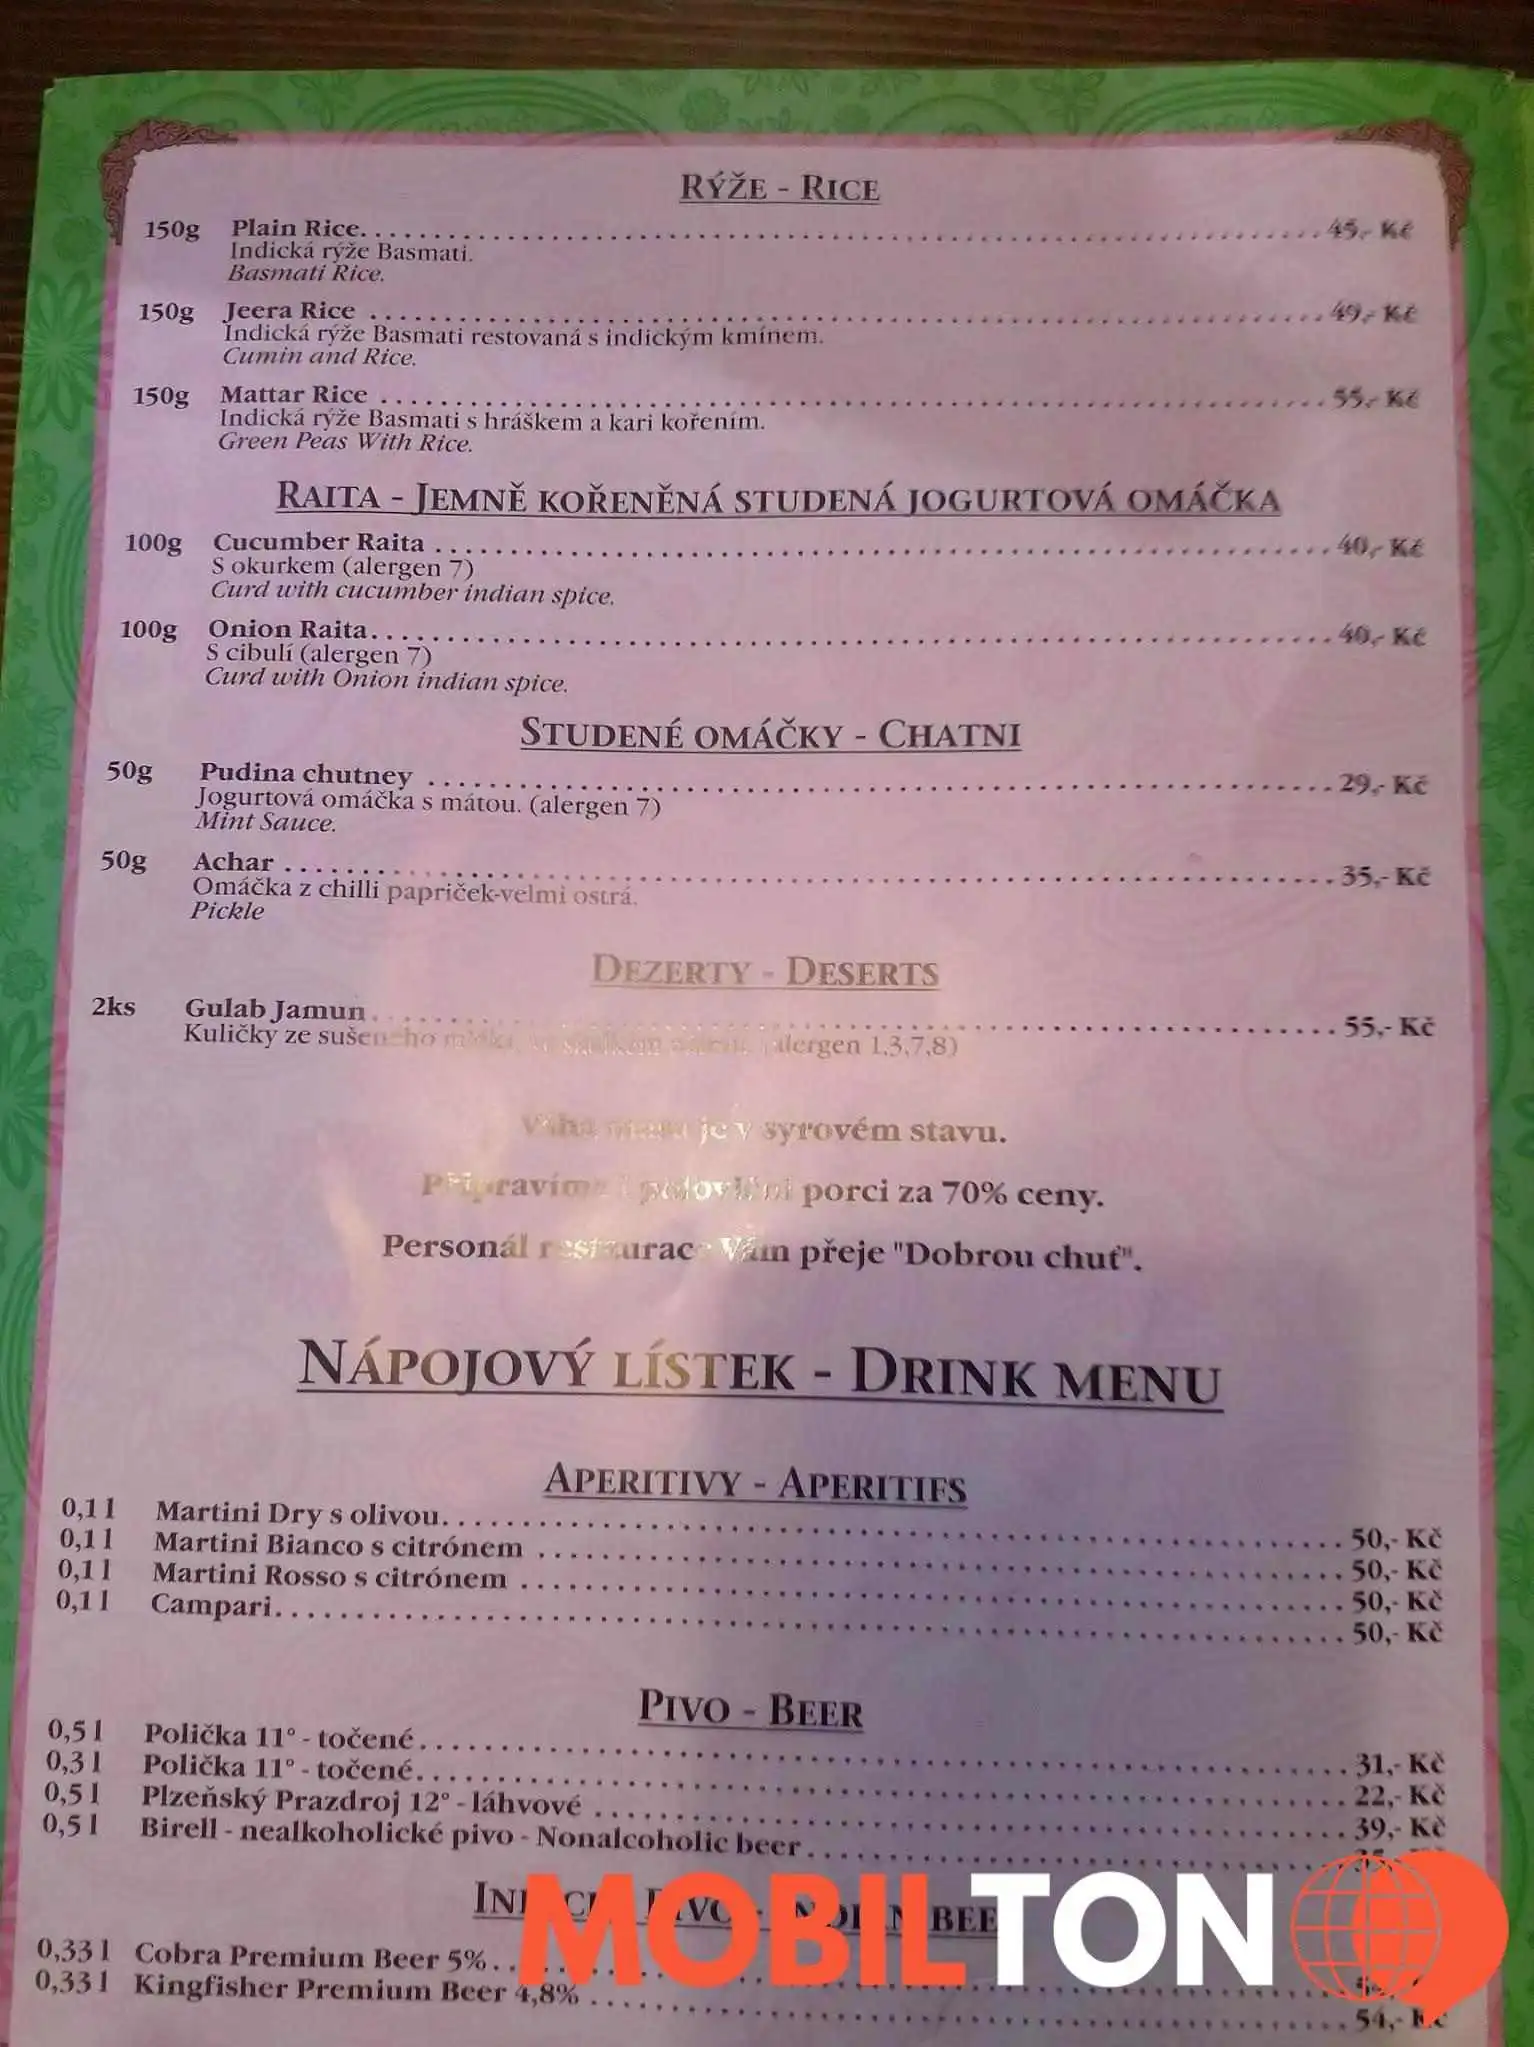 RÝŽE - RICE
150g Plain Rice. 45,- Kč
Indická rýže Basmati.
Basmati Rice.
150g Jeera Rice 49,- Kč
Indická rýže Basmati restovaná s indickým kmínem.
Cumin and Rice.
150g Mattar Rice 55,- Kč
Indická rýže Basmati s hráškem a kari kořením.
Green Peas With Rice.
RAITA - JEMNĚ KOŘENĚNÁ STUDENÁ JOGURTOVÁ OMÁČKA
100g Cucumber Raita 40,- Kč
S okurkem (alergen 7)
Curd with cucumber indian spice.
100g Onion Raita 40,- Kč
S cibulí (alergen 7)
Curd with Onion indian spice.
STUDENÉ OMÁČKY - CHATNI
50g Pudina chutney 29,- Kč
Jogurtová omáčka s mátou. (alergen 7)
Mint Sauce.
50g Achar 35,- Kč
Omáčka z chilli papriček-velmi ostrá.
Pickle
DEZERTY - DESERTS
2ks Gulab Jamun 55,- Kč
Kuličky ze sušeného (alergen 1,3,7,8)
Váha masa je v syrovém stavu.
Připravíme i poloviční porci za 70% ceny.
Personál restaurace Vám přeje "Dobrou chuť".
NÁPOJOVÝ LÍSTEK - DRINK MENU
APERITIVY - APERITIFS
0,1 l Martini Dry s olivou 50,- Kč
0,1 l Martini Bianco s citrónem 50,- Kč
0,1 l Martini Rosso s citrónem 50,- Kč
0,1 l Campari 50,- Kč
PIVO - BEER
0,5 l Polička 11° - točené 31,- Kč
0,3 l Polička 11° - točené 22,- Kč
0,5 l Plzeňský Prazdroj 12° - láhvové 39,- Kč
0,5 l Birell - nealkoholické pivo - Nonalcoholic beer
PIVO - INDIAN BEER
0,33 l Cobra Premium Beer 5%
0,33 l Kingfisher Premium Beer 4,8% 54,- Kč
MOBILTON